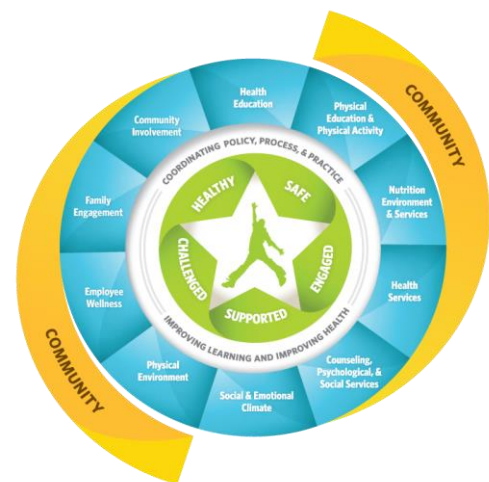 COMMUNITY
Health
Education
Physical
Education &
Physical Activity
Nutrition
Environment
& Services
Health
Services
Counseling,
Psychological, &
Social Services
Social & Emotional
Climate
Physical
Environment
Employee
Wellness
Family
Engagement
Community
Involvement
COORDINATING POLICY, PROCESS, & PRACTICE
IMPROVING LEARNING AND IMPROVING HEALTH
HEALTHY
SAFE
ENGAGED
SUPPORTED
CHALLENGED
COMMUNITY